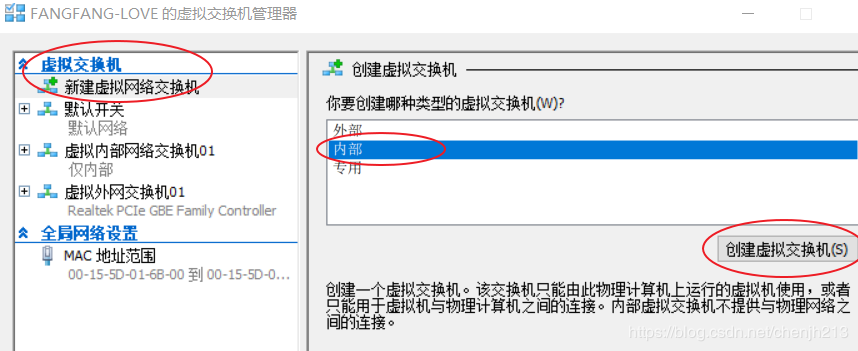 FANGFANG-LOVE 的虚拟交换机管理器
虚拟交换机
新建虚拟网络交换机
默认开关
默认网络
虚拟内部网络交换机01
仅内部
虚拟外网交换机01
Realtek PCIe GBE Family Controller
全局网络设置
MAC 地址范围
00-15-5D-01-6B-00 到 00-15-5D-0...
创建虚拟交换机
你要创建哪种类型的虚拟交换机(W)?
外部
内部
专用
创建虚拟交换机(S)
创建一个虚拟交换机。该交换机只能由此物理计算机上运行的虚拟机使用，或者
只能用于虚拟机与物理计算机之间的连接。内部虚拟交换机不提供与物理网络之
间的连接。
https://blog.csdn.net/chenjh213